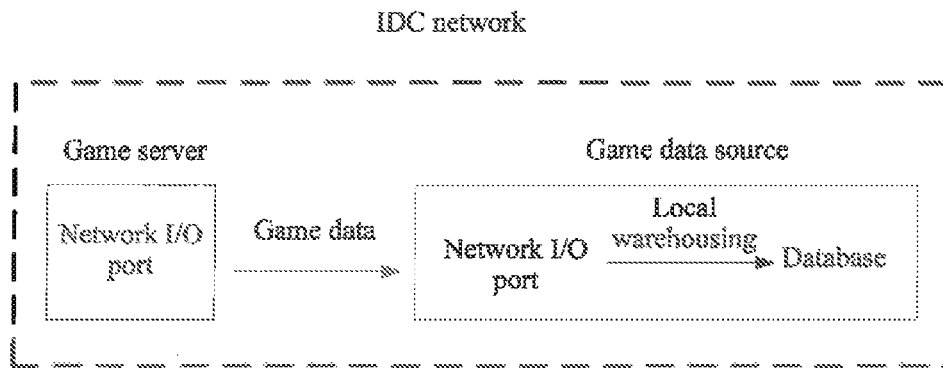 IDC network
Game server
Game data source
Network I/O
port
Game data
Network I/O
port
Local
warehousing
Database